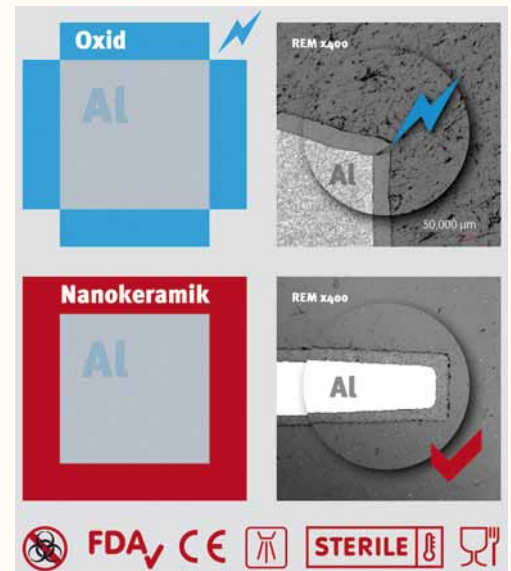 Oxid
Al
REM x400
Al
50,000 µm
Nanokeramik
Al
REM x400
Al
FDA
CE
STERILE